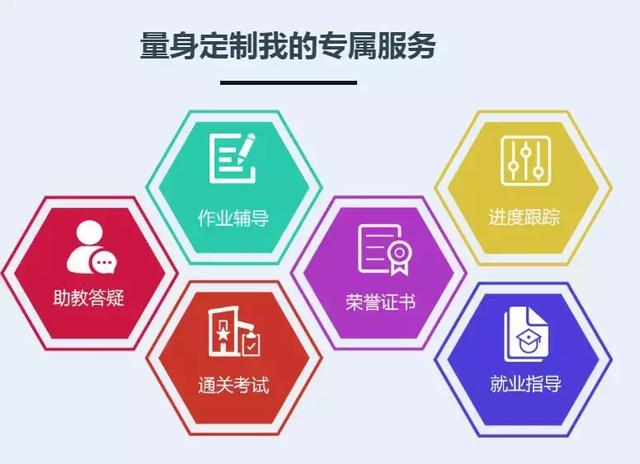 量身定制我的专属服务
作业辅导
进度跟踪
助教答疑
荣誉证书
通关考试
就业指导